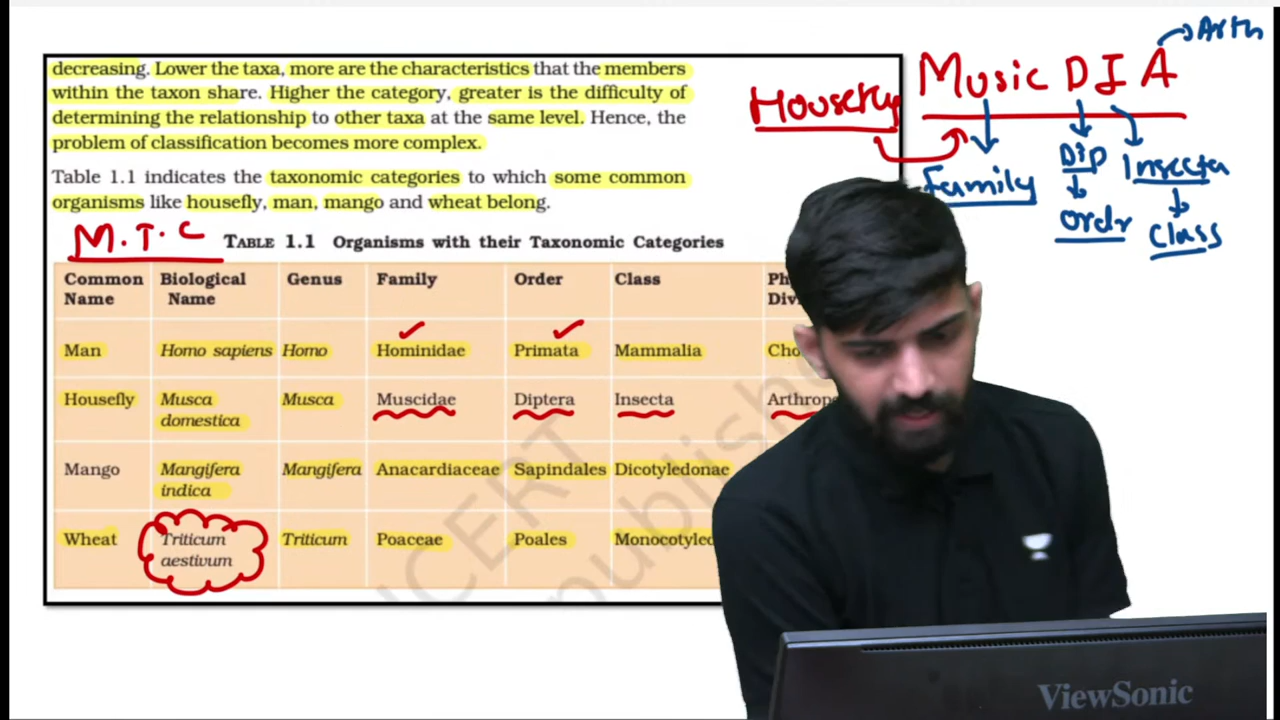 decreasing. Lower the taxa, more are the characteristics that the members
within the taxon share. Higher the category, greater is the difficulty of
determining the relationship to other taxa at the same level. Hence, the
problem of classification becomes more complex.
Table 1.1 indicates the taxonomic categories to which some common
organisms like housefly, man, mango and wheat belong.
M.T.C
TABLE 1.1 Organisms with their Taxonomic Categories
Common Name Biological Name Genus Family Order Class
Man Homo sapiens Homo Hominidae Primata Mammalia
Housefly Musca domestica Musca Muscidae Diptera Insecta
Mango Mangifera indica Mangifera Anacardiaceae Sapindales Dicotyledonae
Wheat Triticum aestivum Triticum Poaceae Poales
NCERT
Housefly
Music D I A
Arth
Family
Dip
Insecta
Ordr
Class
ViewSonic